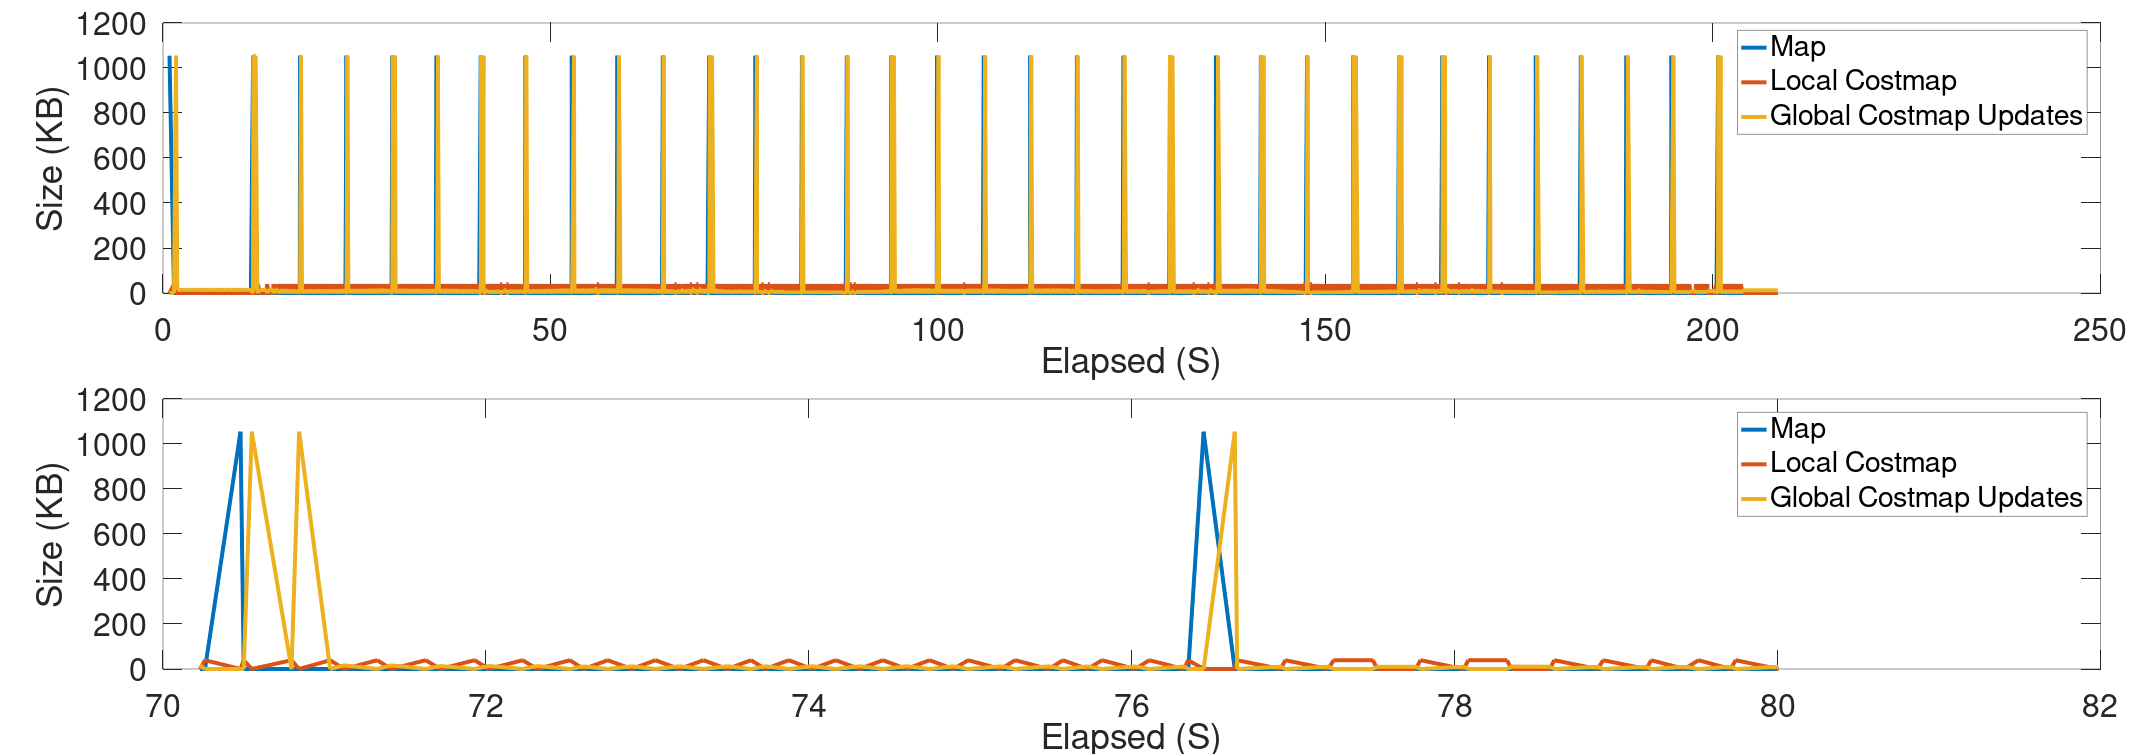 1200
1000
800
600
400
200
0
Size (KB)
0 50 100 150 200 250
Elapsed (S)
Map
Local Costmap
Global Costmap Updates
1200
1000
800
600
400
200
0
Size (KB)
70 72 74 76 78 80 82
Elapsed (S)
Map
Local Costmap
Global Costmap Updates